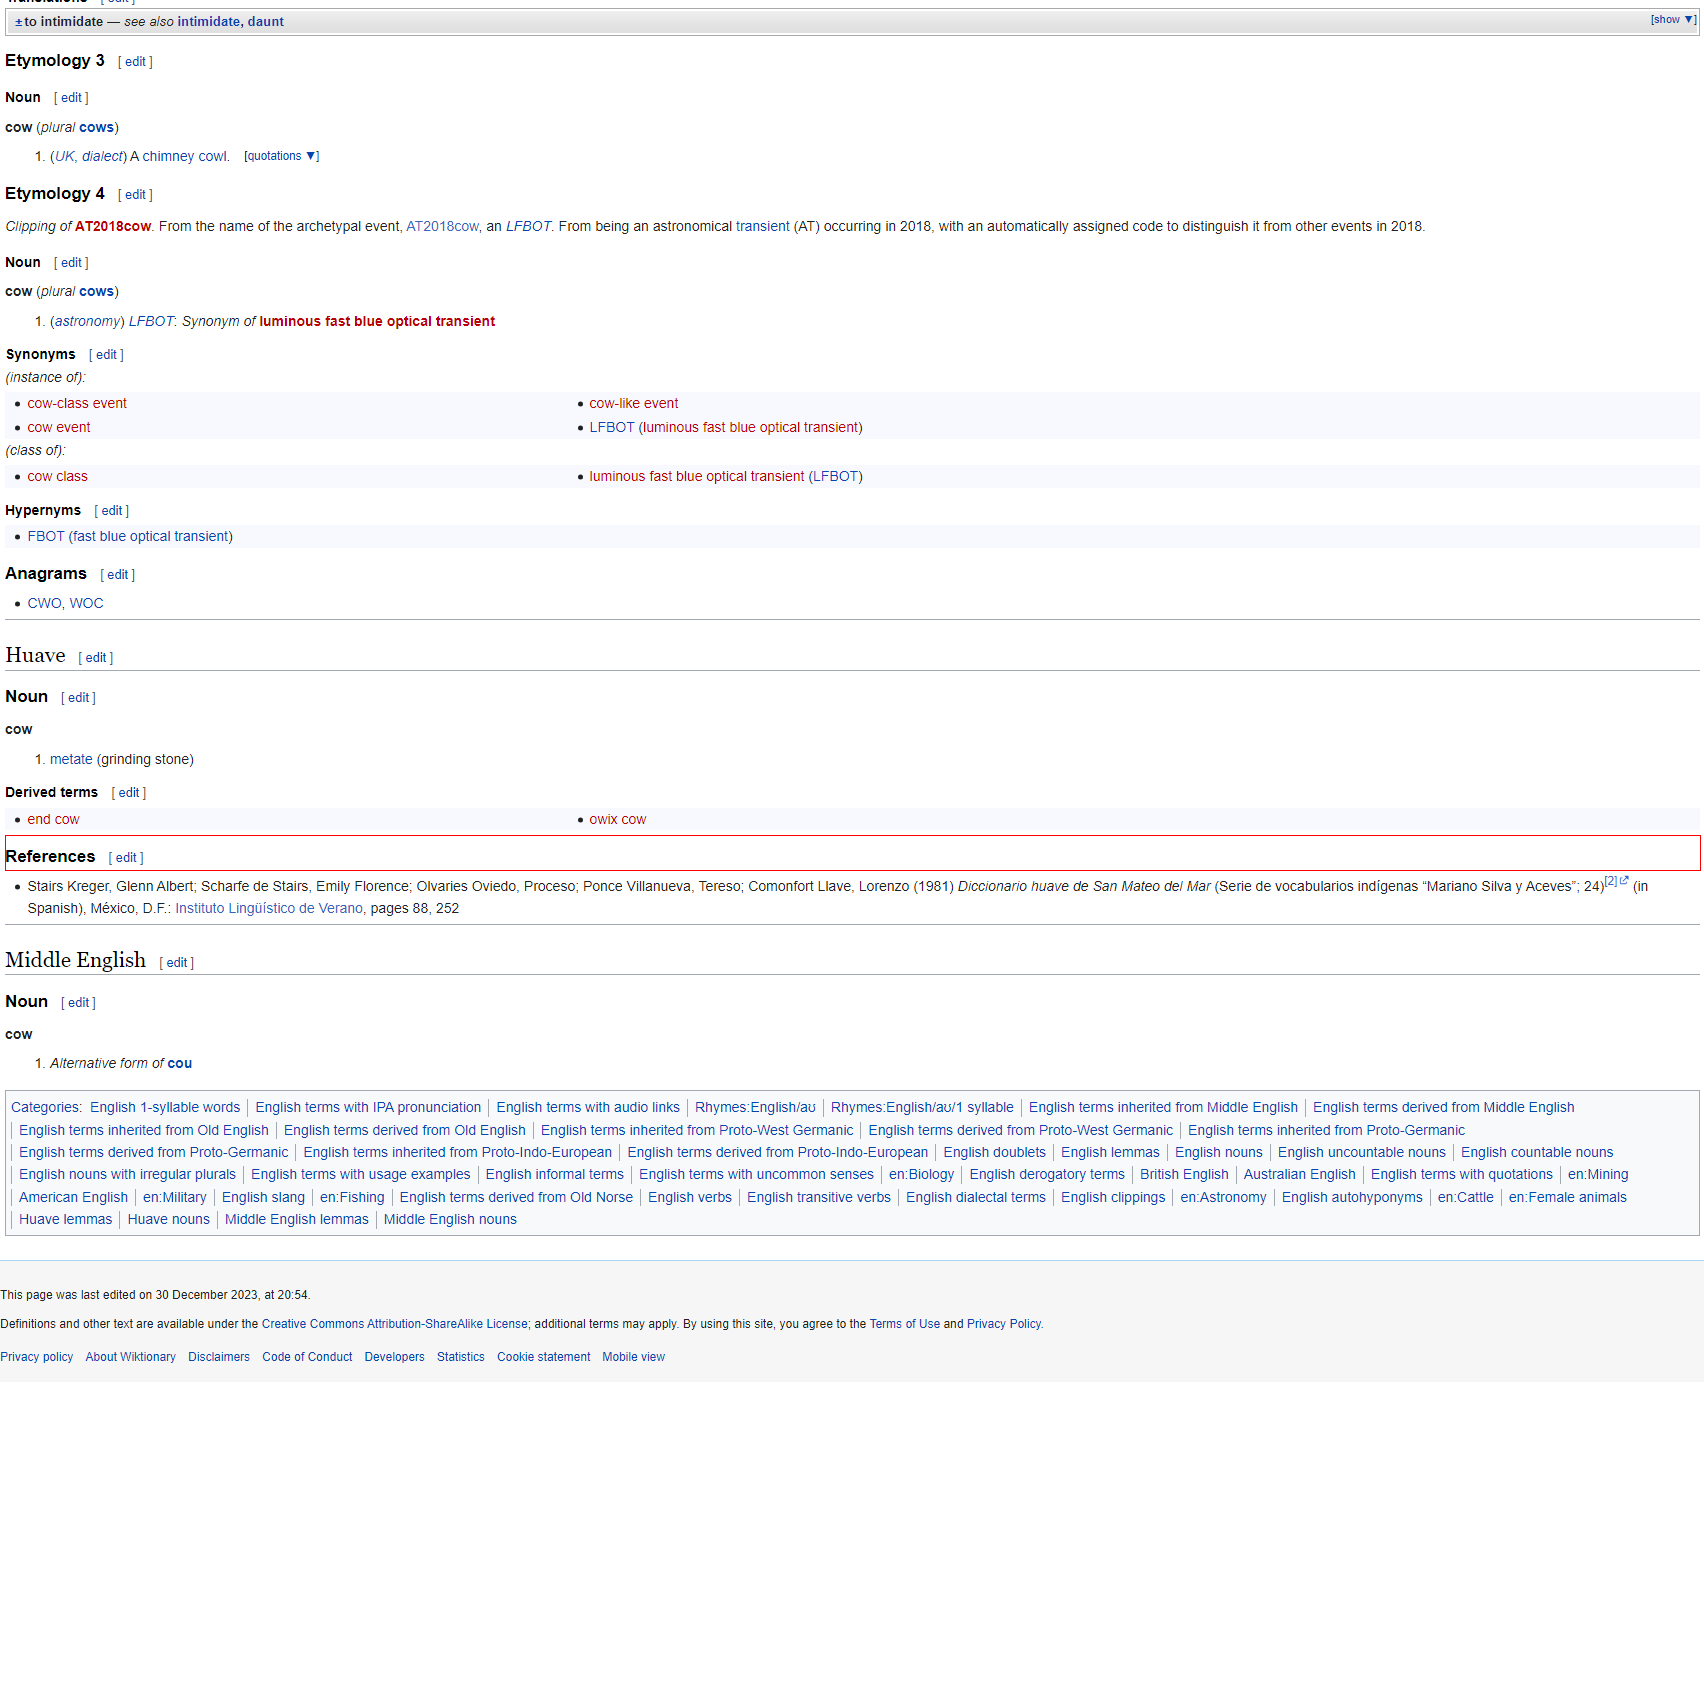 ± to intimidate — see also intimidate, daunt [show ▼]
Etymology 3 [ edit ]
Noun [ edit ]
cow (plural cows)
1. (UK, dialect) A chimney cowl. [quotations ▼]
Etymology 4 [ edit ]
Clipping of AT2018cow. From the name of the archetypal event, AT2018cow, an LFBOT. From being an astronomical transient (AT) occurring in 2018, with an automatically assigned code to distinguish it from other events in 2018.
Noun [ edit ]
cow (plural cows)
1. (astronomy) LFBOT: Synonym of luminous fast blue optical transient
Synonyms [ edit ]
(instance of):
• cow-class event • cow-like event
• cow event • LFBOT (luminous fast blue optical transient)
(class of):
• cow class • luminous fast blue optical transient (LFBOT)
Hypernyms [ edit ]
• FBOT (fast blue optical transient)
Anagrams [ edit ]
• CWO, WOC
Huave [ edit ]
Noun [ edit ]
cow
1. metate (grinding stone)
Derived terms [ edit ]
• end cow • owix cow
References [ edit ]
• Stairs Kreger, Glenn Albert; Scharfe de Stairs, Emily Florence; Olvaries Oviedo, Proceso; Ponce Villanueva, Tereso; Comonfort Llave, Lorenzo (1981) Diccionario huave de San Mateo del Mar (Serie de vocabularios indígenas “Mariano Silva y Aceves”; 24)[2] (in
Spanish), México, D.F.: Instituto Lingüístico de Verano, pages 88, 252
Middle English [ edit ]
Noun [ edit ]
cow
1. Alternative form of cou
Categories: English 1-syllable words | English terms with IPA pronunciation | English terms with audio links | Rhymes:English/aʊ | Rhymes:English/aʊ/1 syllable | English terms inherited from Middle English | English terms derived from Middle English
| English terms inherited from Old English | English terms derived from Old English | English terms inherited from Proto-West Germanic | English terms derived from Proto-West Germanic | English terms inherited from Proto-Germanic
| English terms derived from Proto-Germanic | English terms inherited from Proto-Indo-European | English terms derived from Proto-Indo-European | English doublets | English lemmas | English nouns | English uncountable nouns | English countable nouns
| English nouns with irregular plurals | English terms with usage examples | English informal terms | English terms with uncommon senses | en:Biology | English derogatory terms | British English | Australian English | English terms with quotations | en:Mining
| American English | en:Military | English slang | en:Fishing | English terms derived from Old Norse | English verbs | English transitive verbs | English dialectal terms | English clippings | en:Astronomy | English autohyponyms | en:Cattle | en:Female animals
| Huave lemmas | Huave nouns | Middle English lemmas | Middle English nouns
This page was last edited on 30 December 2023, at 20:54.
Definitions and other text are available under the Creative Commons Attribution-ShareAlike License; additional terms may apply. By using this site, you agree to the Terms of Use and Privacy Policy.
Privacy policy About Wiktionary Disclaimers Code of Conduct Developers Statistics Cookie statement Mobile view